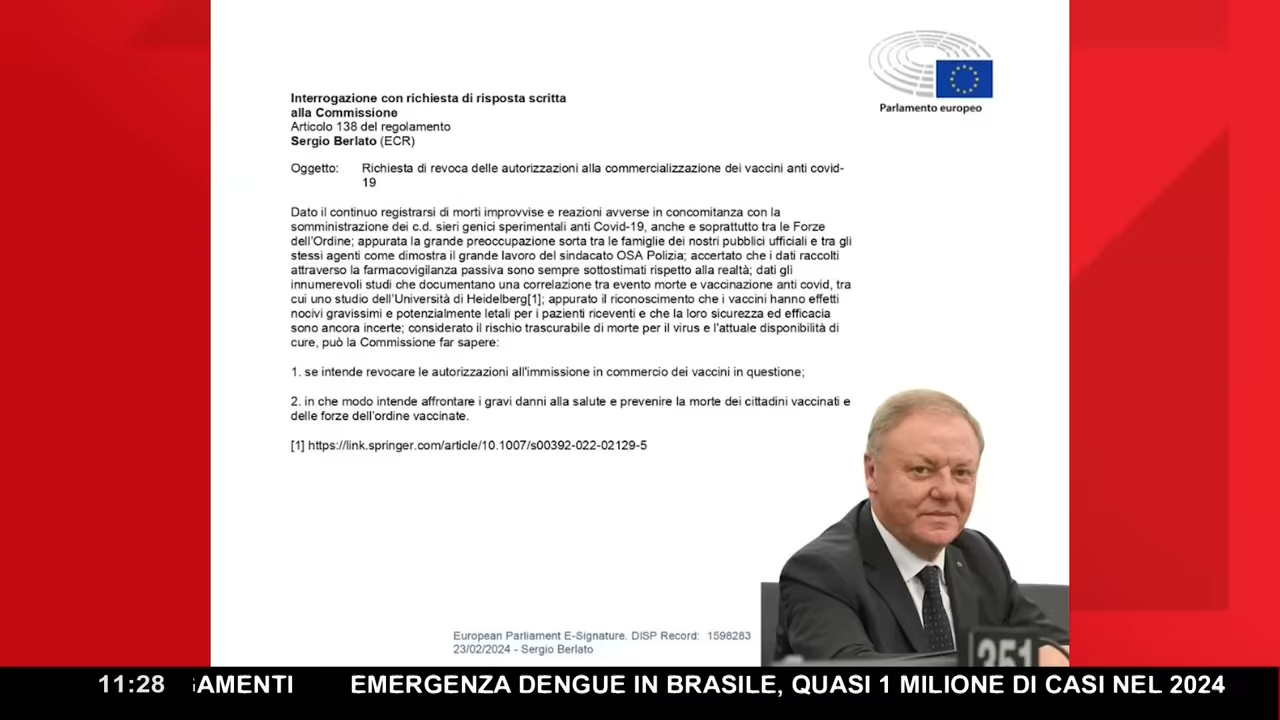 Parlamento europeo
Interrogazione con richiesta di risposta scritta
alla Commissione
Articolo 138 del regolamento
Sergio Berlato (ECR)
Oggetto: Richiesta di revoca delle autorizzazioni alla commercializzazione dei vaccini anti covid-
19
Dato il continuo registrarsi di morti improvvise e reazioni avverse in concomitanza con la
somministrazione dei c.d. sieri genici sperimentali anti Covid-19, anche e soprattutto tra le Forze
dell'Ordine; appurata la grande preoccupazione sorta tra le famiglie dei nostri pubblici ufficiali e tra gli
stessi agenti come dimostra il grande lavoro del sindacato OSA Polizia; accertato che i dati raccolti
attraverso la farmacovigilanza passiva sono sempre sottostimati rispetto alla realtà; dati gli
innumerevoli studi che documentano una correlazione tra evento morte e vaccinazione anti covid, tra
cui uno studio dell'Università di Heidelberg[1]; appurato il riconoscimento che i vaccini hanno effetti
nocivi gravissimi e potenzialmente letali per i pazienti riceventi e che la loro sicurezza ed efficacia
sono ancora incerte; considerato il rischio trascurabile di morte per il virus e l'attuale disponibilità di
cure, può la Commissione far sapere:
1. se intende revocare le autorizzazioni all'immissione in commercio dei vaccini in questione;
2. in che modo intende affrontare i gravi danni alla salute e prevenire la morte dei cittadini vaccinati e
delle forze dell'ordine vaccinate.
[1] https://link.springer.com/article/10.1007/s00392-022-02129-5
351
European Parliament E-Signature. DISP Record: 1598283
23/02/2024 - Sergio Berlato
11:28 GAMENTI EMERGENZA DENGUE IN BRASILE, QUASI 1 MILIONE DI CASI NEL 2024